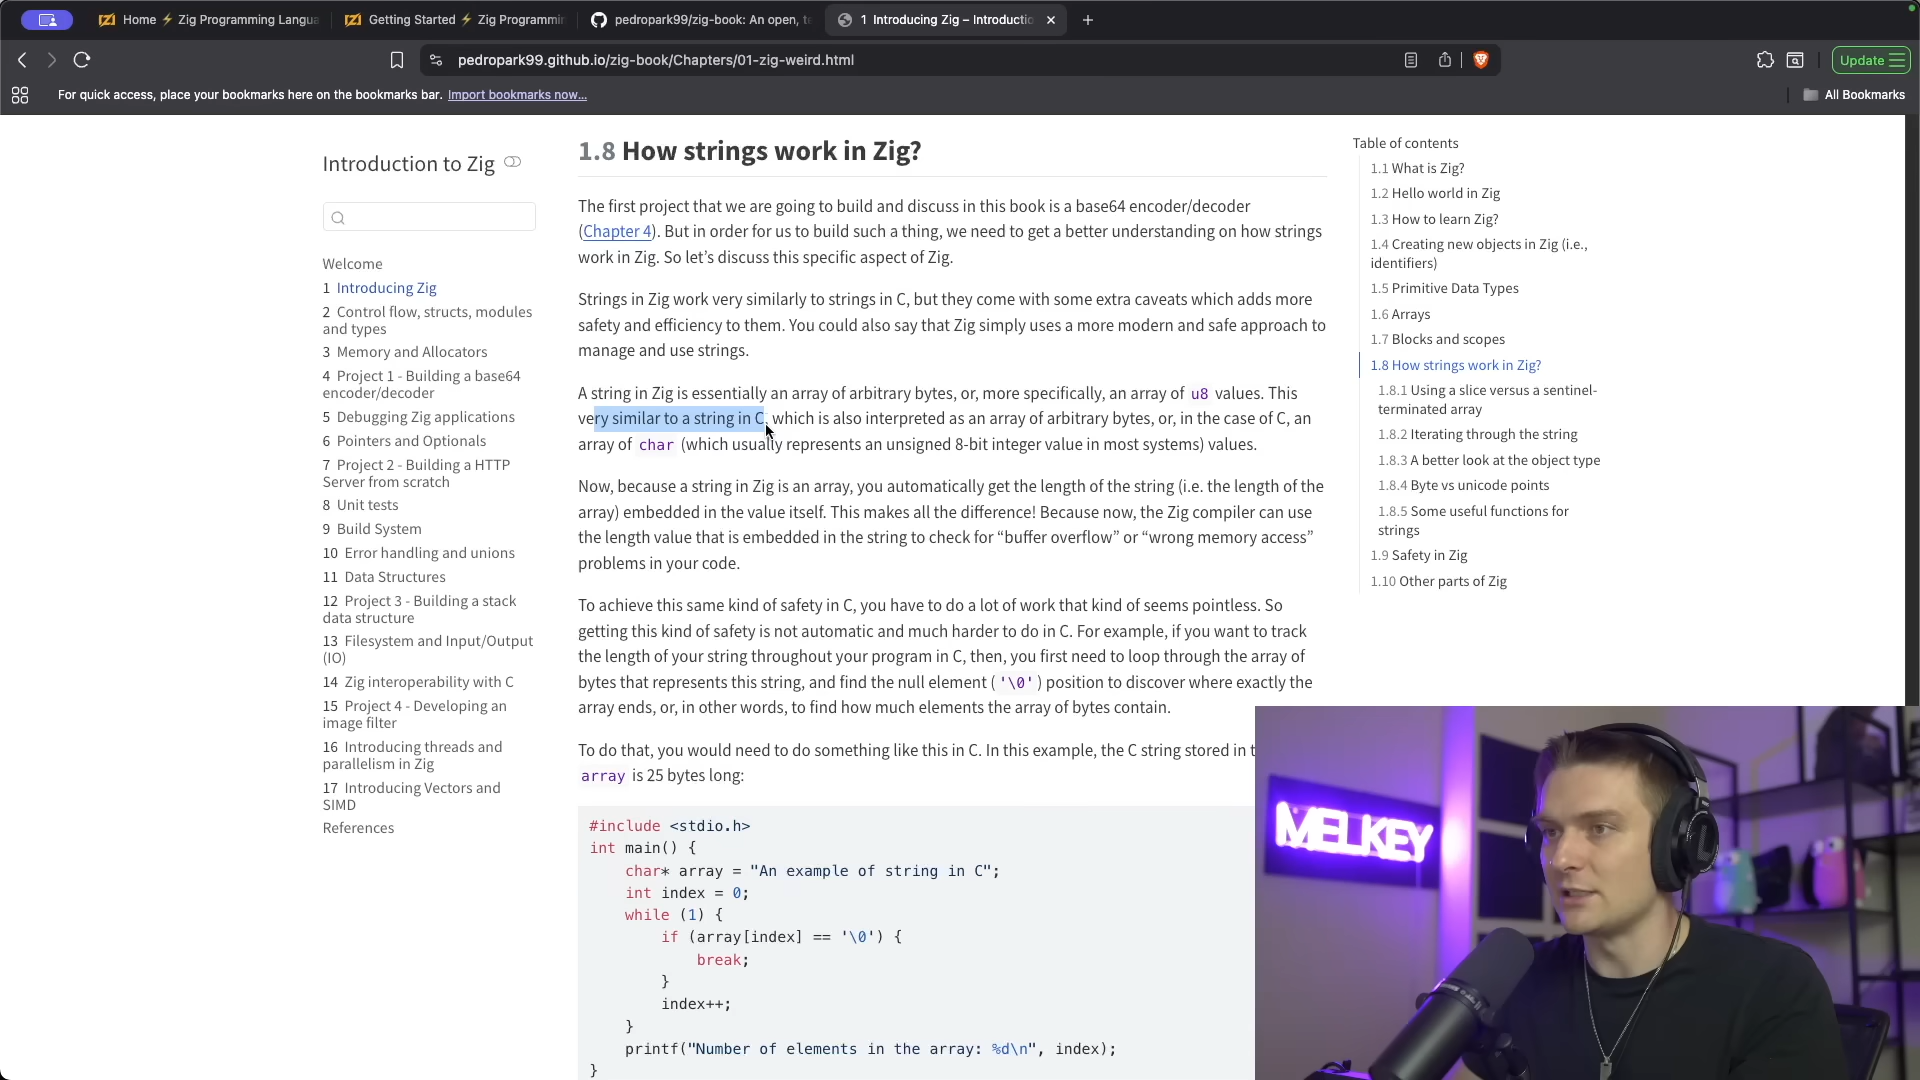 Home ⚡ Zig Programming Langua
Getting Started ⚡ Zig Programmin
pedropark99/zig-book: An open, te
1 Introducing Zig – Introductio
pedropark99.github.io/zig-book/Chapters/01-zig-weird.html
Update
For quick access, place your bookmarks here on the bookmarks bar. Import bookmarks now...
All Bookmarks
Introduction to Zig
Welcome
1 Introducing Zig
2 Control flow, structs, modules
and types
3 Memory and Allocators
4 Project 1 - Building a base64
encoder/decoder
5 Debugging Zig applications
6 Pointers and Optionals
7 Project 2 - Building a HTTP
Server from scratch
8 Unit tests
9 Build System
10 Error handling and unions
11 Data Structures
12 Project 3 - Building a stack
data structure
13 Filesystem and Input/Output
(IO)
14 Zig interoperability with C
15 Project 4 - Developing an
image filter
16 Introducing threads and
parallelism in Zig
17 Introducing Vectors and
SIMD
References
1.8 How strings work in Zig?
The first project that we are going to build and discuss in this book is a base64 encoder/decoder
(Chapter 4). But in order for us to build such a thing, we need to get a better understanding on how strings
work in Zig. So let’s discuss this specific aspect of Zig.
Strings in Zig work very similarly to strings in C, but they come with some extra caveats which adds more
safety and efficiency to them. You could also say that Zig simply uses a more modern and safe approach to
manage and use strings.
A string in Zig is essentially an array of arbitrary bytes, or, more specifically, an array of u8 values. This
very similar to a string in C, which is also interpreted as an array of arbitrary bytes, or, in the case of C, an
array of char (which usually represents an unsigned 8-bit integer value in most systems) values.
Now, because a string in Zig is an array, you automatically get the length of the string (i.e. the length of the
array) embedded in the value itself. This makes all the difference! Because now, the Zig compiler can use
the length value that is embedded in the string to check for “buffer overflow” or “wrong memory access”
problems in your code.
To achieve this same kind of safety in C, you have to do a lot of work that kind of seems pointless. So
getting this kind of safety is not automatic and much harder to do in C. For example, if you want to track
the length of your string throughout your program in C, then, you first need to loop through the array of
bytes that represents this string, and find the null element ('\0') position to discover where exactly the
array ends, or, in other words, to find how much elements the array of bytes contain.
To do that, you would need to do something like this in C. In this example, the C string stored in t
array is 25 bytes long:
#include <stdio.h>
int main() {
    char* array = "An example of string in C";
    int index = 0;
    while (1) {
        if (array[index] == '\0') {
            break;
        }
        index++;
    }
    printf("Number of elements in the array: %d\n", index);
}
Table of contents
1.1 What is Zig?
1.2 Hello world in Zig
1.3 How to learn Zig?
1.4 Creating new objects in Zig (i.e.,
identifiers)
1.5 Primitive Data Types
1.6 Arrays
1.7 Blocks and scopes
1.8 How strings work in Zig?
1.8.1 Using a slice versus a sentinel-
terminated array
1.8.2 Iterating through the string
1.8.3 A better look at the object type
1.8.4 Byte vs unicode points
1.8.5 Some useful functions for
strings
1.9 Safety in Zig
1.10 Other parts of Zig
MELKEY